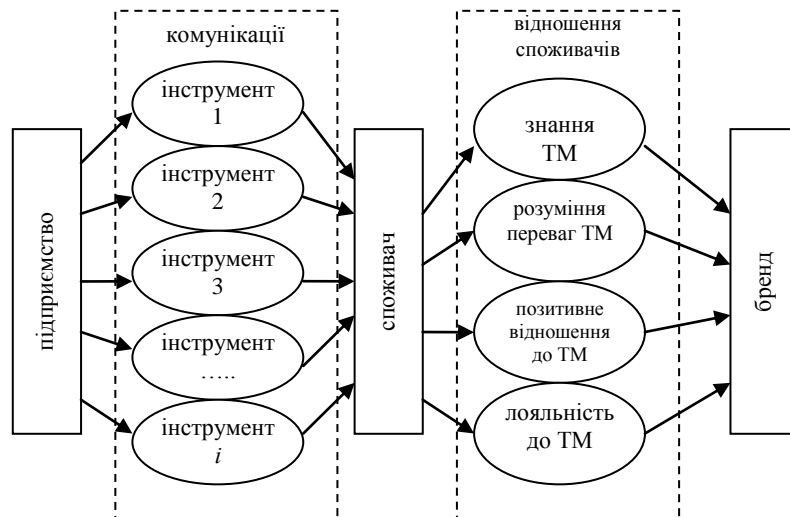 комунікації
відношення
споживачів
підприємство
інструмент
1
інструмент
2
інструмент
3
інструмент
.....
інструмент
i
споживач
знання
ТМ
розуміння
переваг ТМ
позитивне
відношення
до ТМ
лояльність
до ТМ
бренд